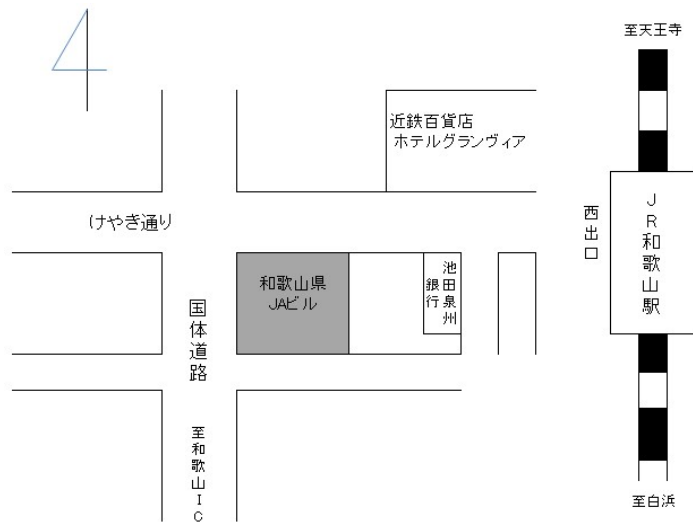 至天王寺
近鉄百貨店
ホテルグランヴィア
けやき通り
西出口
JR和歌山駅
和歌山県
JAビル
池田泉州
銀行
国体道路
至和歌山IC
至白浜